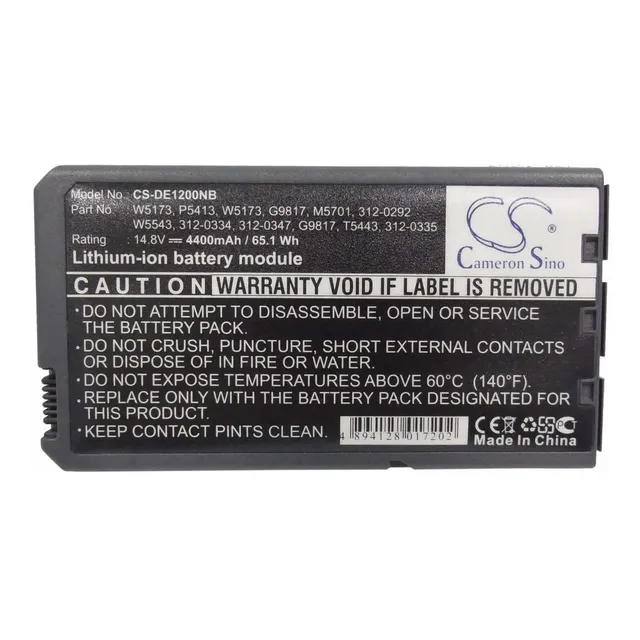 Model No. CS-DE1200NB
Part No W5173, P5413, W5173, G9817, M5701, 312-0292
W5543, 312-0334, 312-0347, G9817, T5443, 312-0335
Rating : 14.8V 4400mAh / 65.1 Wh
Lithium-ion battery module
CS ®
Cameron Sino
CAUTION WARRANTY VOID IF LABEL IS REMOVED
• DO NOT ATTEMPT TO DISASSEMBLE, OPEN OR SERVICE
THE BATTERY PACK.
• DO NOT CRUSH, PUNCTURE, SHORT EXTERNAL CONTACTS
OR DISPOSE OF IN FIRE OR WATER.
• DO NOT EXPOSE TEMPERATURES ABOVE 60°C (140°F).
• REPLACE ONLY WITH THE BATTERY PACK DESIGNATED FOR
THIS PRODUCT.
• KEEP CONTACT PINTS CLEAN.
4 894128 017202
CE
Made In China